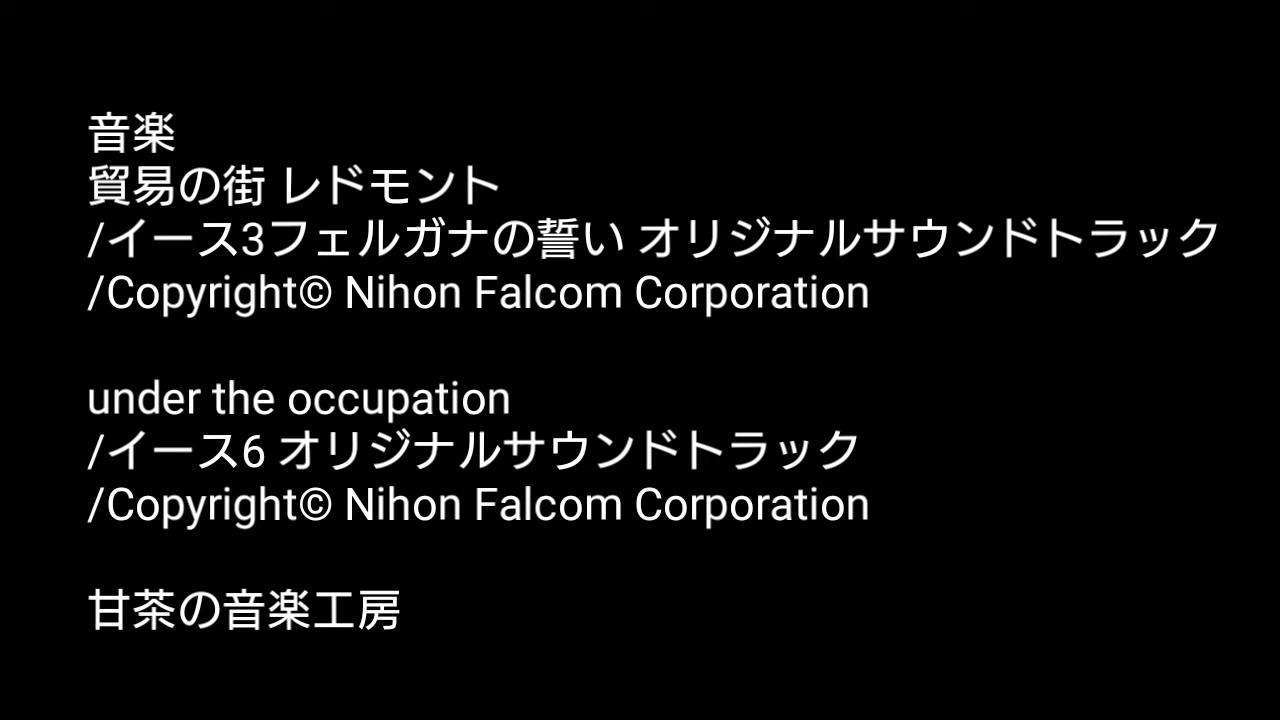 音楽
貿易の街 レドモント
/イース3フェルガナの誓い オリジナルサウンドトラック
/Copyright© Nihon Falcom Corporation
under the occupation
/イース6 オリジナルサウンドトラック
/Copyright© Nihon Falcom Corporation
甘茶の音楽工房